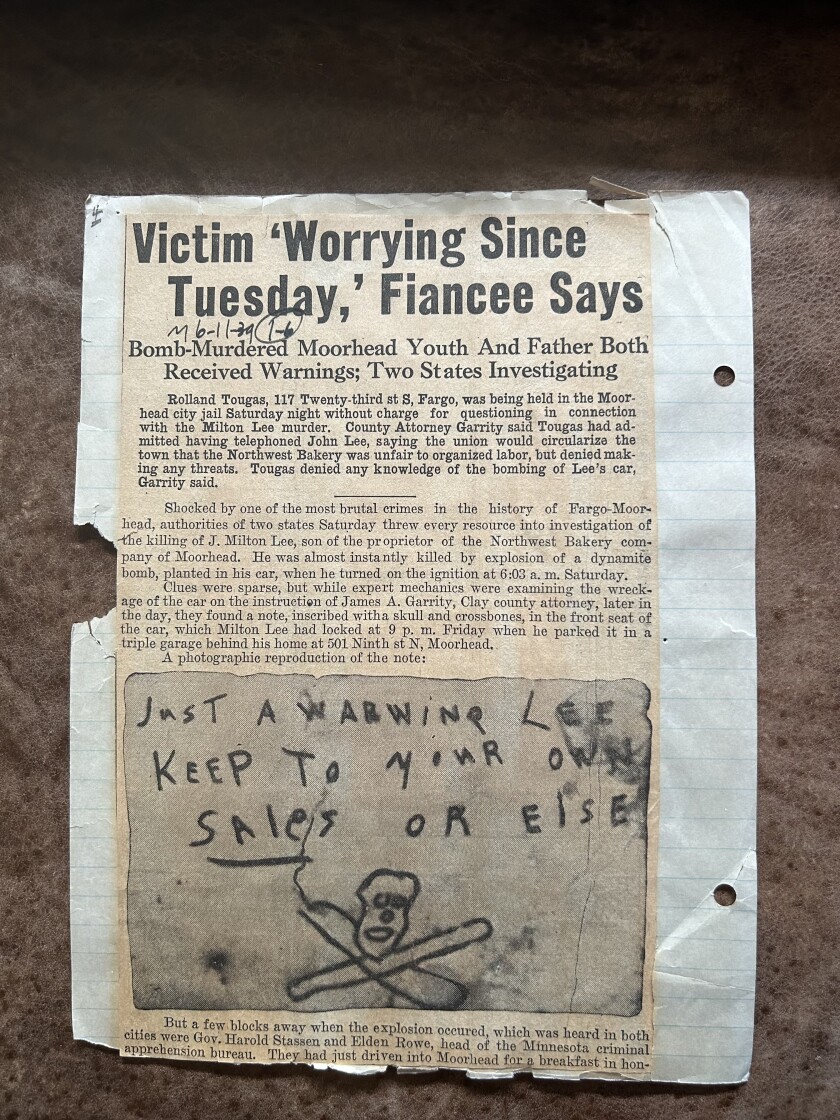 Victim ‘Worrying Since
Tuesday,’ Fiancee Says
M 6-11-39 1-6
Bomb-Murdered Moorhead Youth And Father Both
Received Warnings; Two States Investigating
Rolland Tougas, 117 Twenty-third st S, Fargo, was being held in the Moor-
head city jail Saturday night without charge for questioning in connection
with the Milton Lee murder. County Attorney Garrity said Tougas had ad-
mitted having telephoned John Lee, saying the union would circularize the
town that the Northwest Bakery was unfair to organized labor, but denied mak-
ing any threats. Tougas denied any knowledge of the bombing of Lee's car,
Garrity said.
Shocked by one of the most brutal crimes in the history of Fargo-Moor-
head, authorities of two states Saturday threw every resource into investigation of
the killing of J. Milton Lee, son of the proprietor of the Northwest Bakery com-
pany of Moorhead. He was almost instantly killed by explosion of a dynamite
bomb, planted in his car, when he turned on the ignition at 6:03 a. m. Saturday.
Clues were sparse, but while expert mechanics were examining the wreck-
age of the car on the instruction of James A. Garrity, Clay county attorney, later in
the day, they found a note, inscribed with a skull and crossbones, in the front seat of
the car, which Milton Lee had locked at 9 p. m. Friday when he parked it in a
triple garage behind his home at 501 Ninth st N, Moorhead.
A photographic reproduction of the note:
JUST A WARWING LEE
KEEP TO YOUR OWN
SALES OR ELSE
But a few blocks away when the explosion occured, which was heard in both
cities were Gov. Harold Stassen and Elden Rowe, head of the Minnesota criminal
apprehension bureau. They had just driven into Moorhead for a breakfast in hon-